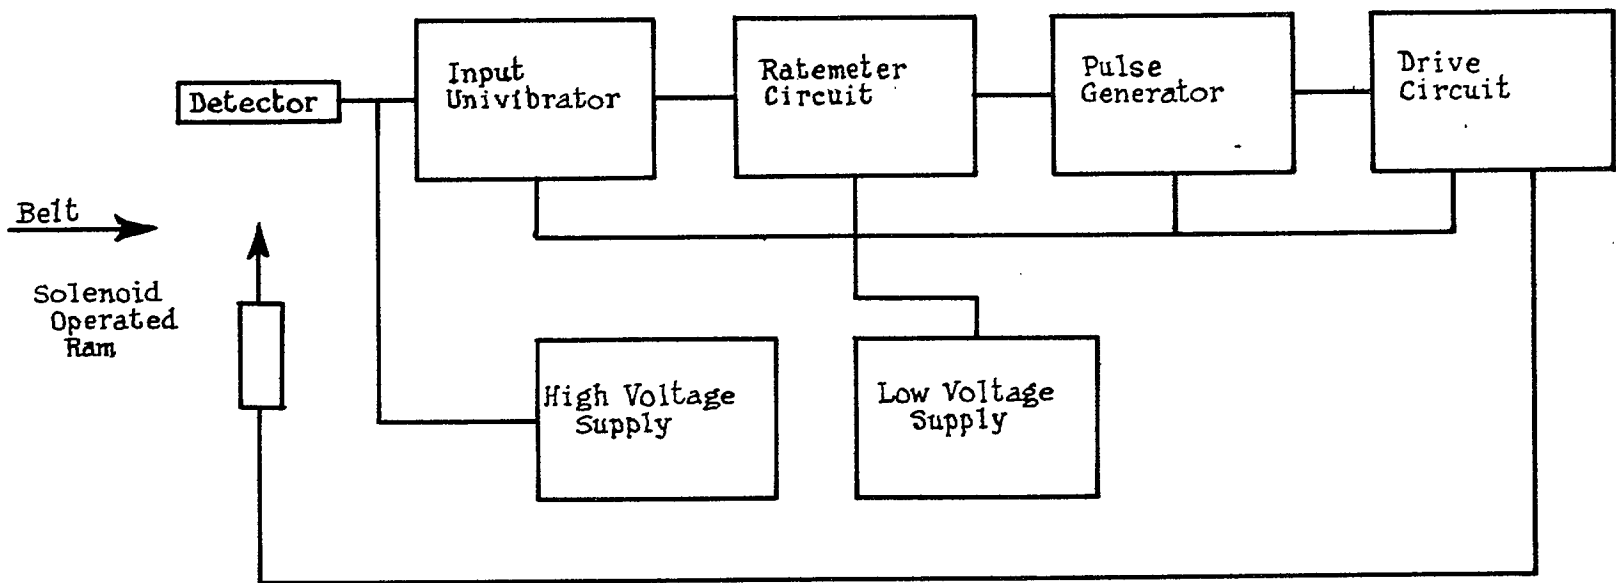 Detector
Input
Univibrator
Ratemeter
Circuit
Pulse
Generator
Drive
Circuit
Belt
Solenoid
Operated
Ram
High Voltage
Supply
Low Voltage
Supply